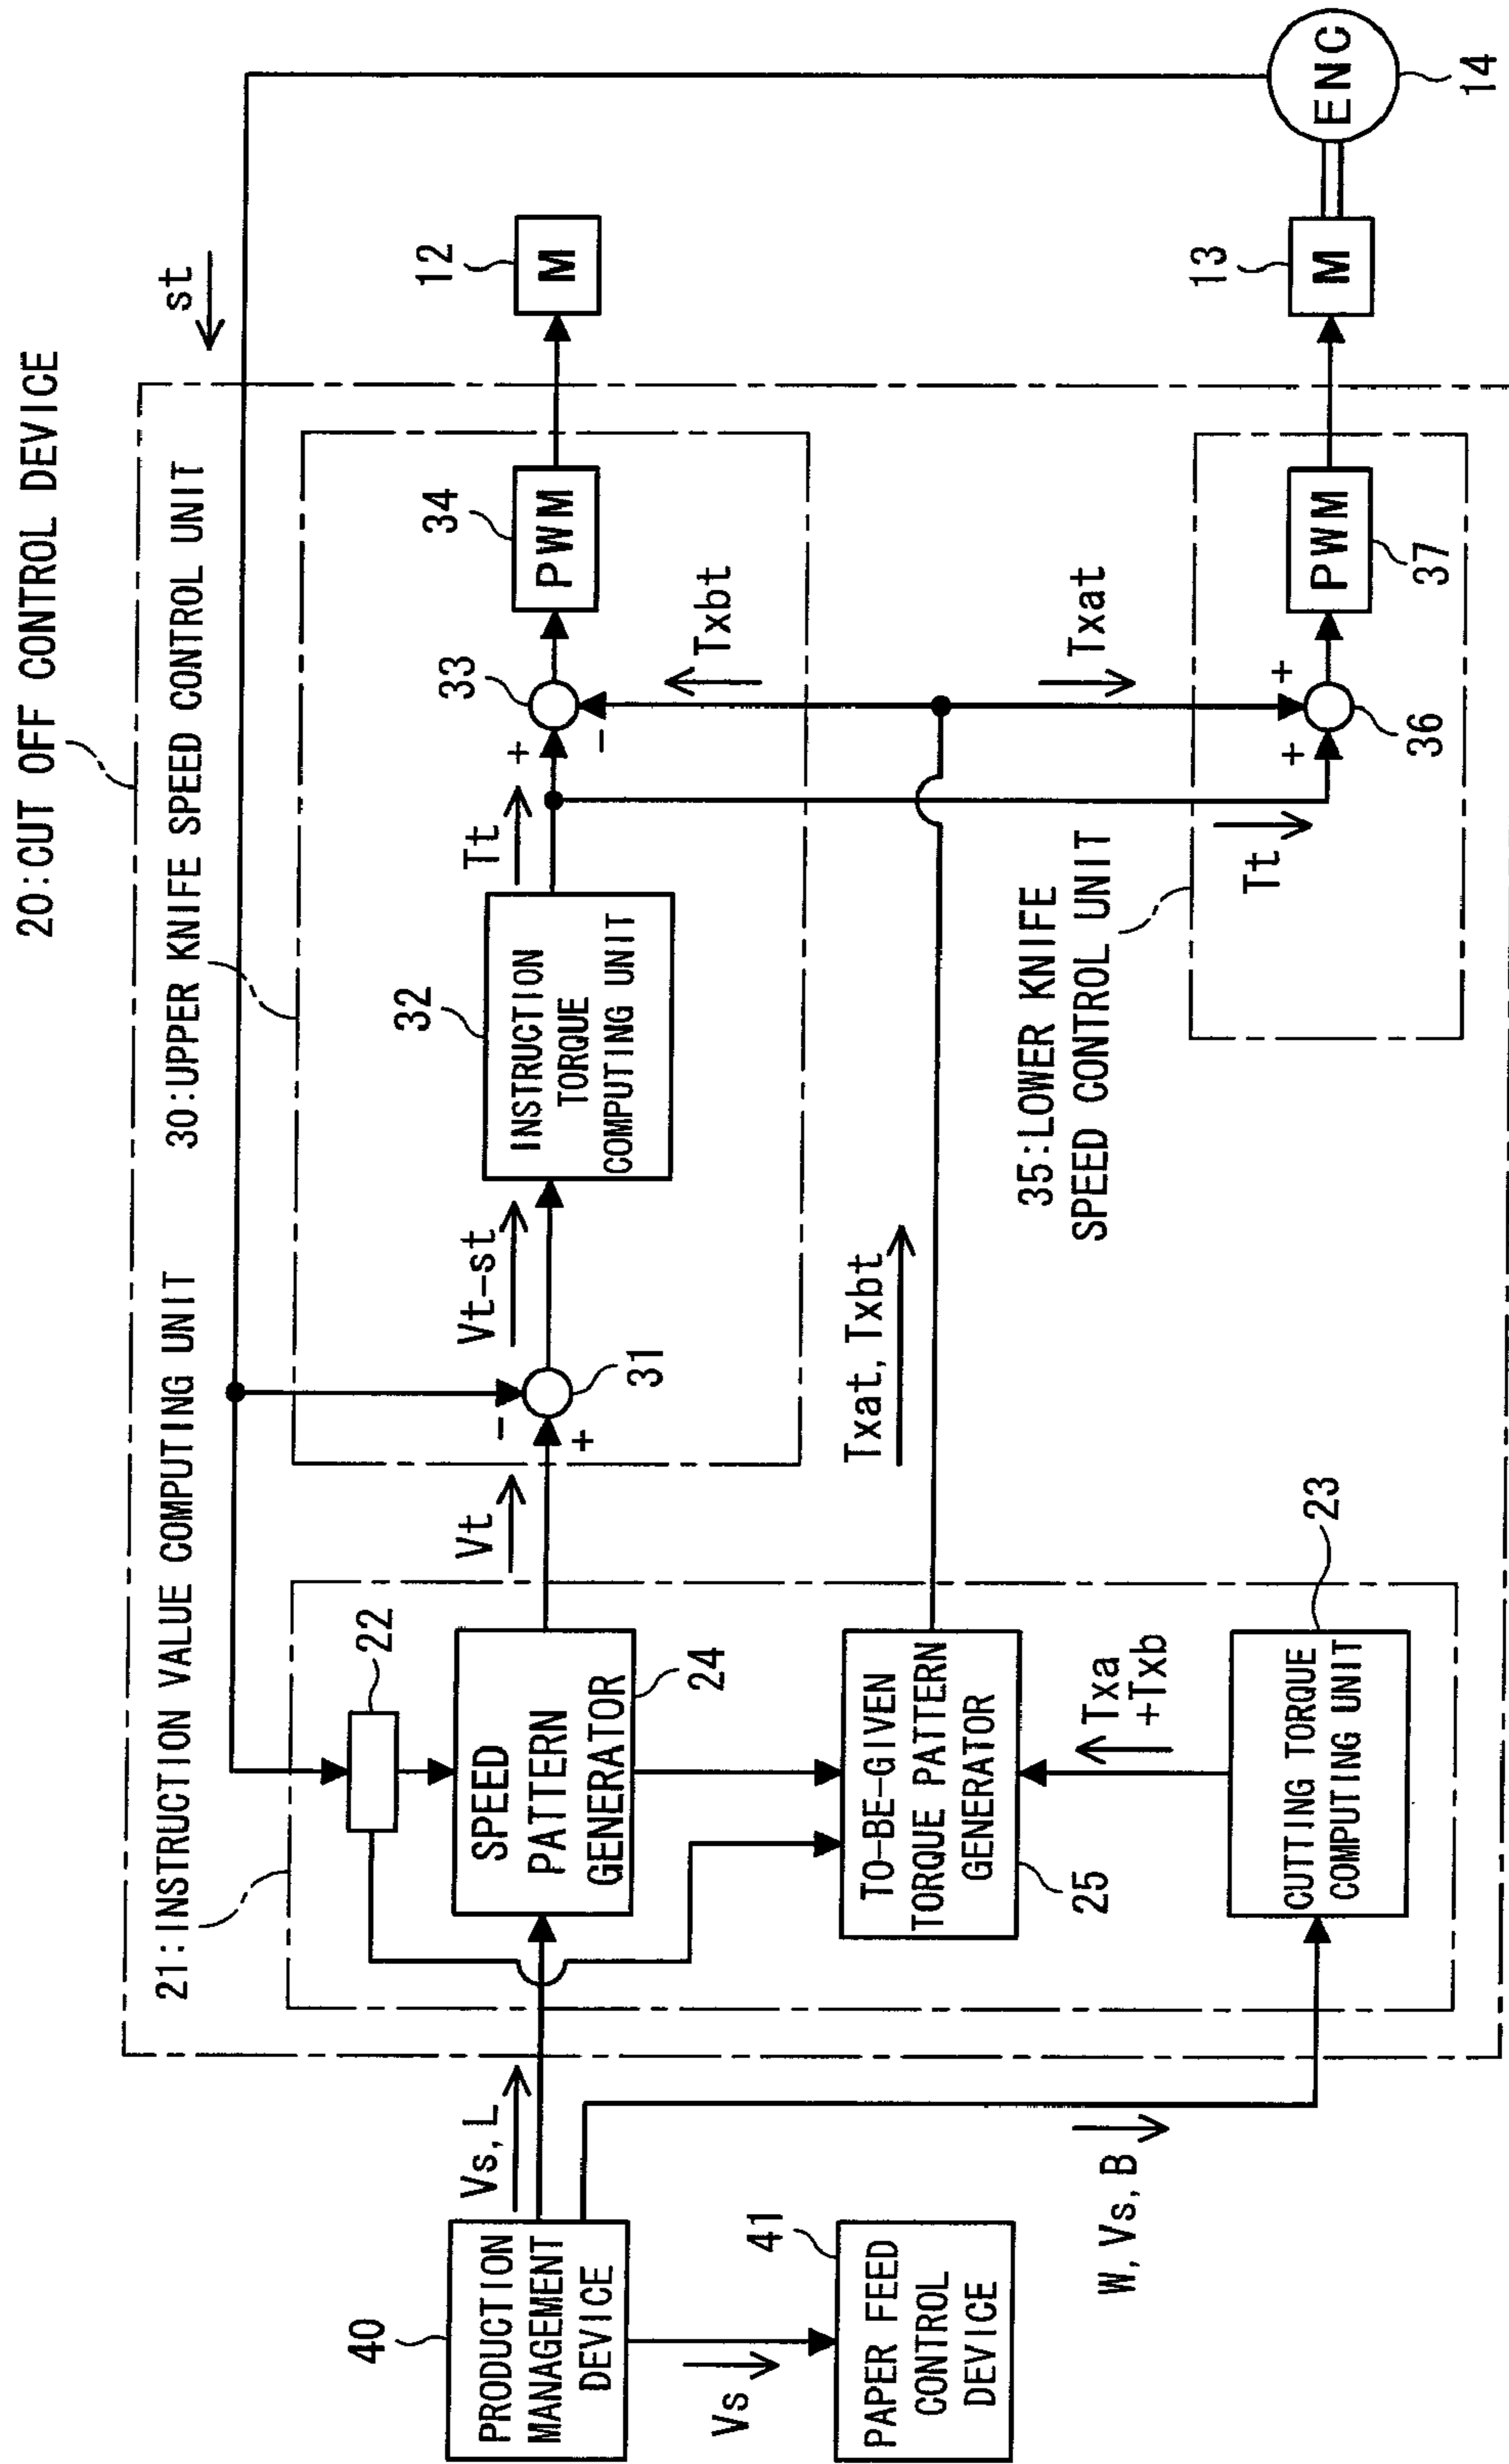 20:CUT OFF CONTROL DEVICE
21:INSTRUCTION VALUE COMPUTING UNIT
30:UPPER KNIFE SPEED CONTROL UNIT
st
40
PRODUCTION
MANAGEMENT
DEVICE
Vs, L
Vs
41
PAPER FEED
CONTROL
DEVICE
W, Vs, B
22
SPEED
PATTERN
GENERATOR
24
Vt
TO-BE-GIVEN
TORQUE PATTERN
GENERATOR
25
Txa
+Txb
CUTTING TORQUE
COMPUTING UNIT
23
-
+
31
Vt-st
32
INSTRUCTION
TORQUE
COMPUTING UNIT
Tt
+
-
33
34
PWM
12
M
Txat, Txbt
Txbt
Txat
35:LOWER KNIFE
SPEED CONTROL UNIT
Tt
+
+
36
PWM
37
13
M
ENC
14